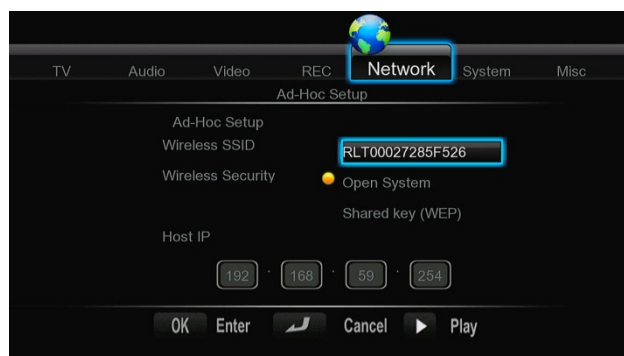 TV Audio Video REC Network System Misc
Ad-Hoc Setup
Ad-Hoc Setup
Wireless SSID RLT00027285F526
Wireless Security Open System
Shared key (WEP)
Host IP
192 . 168 . 59 . 254
OK Enter Cancel Play